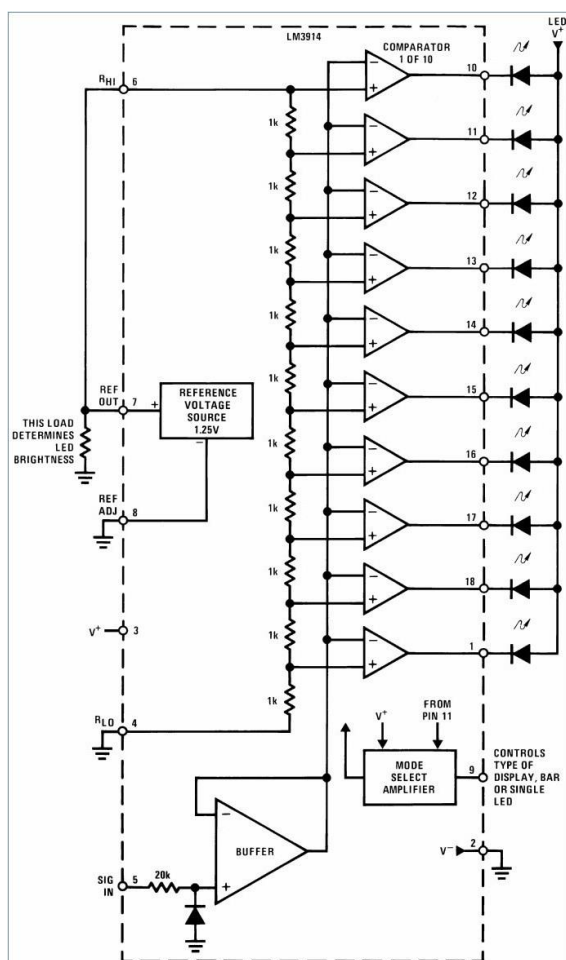 LM3914
LED
V+
COMPARATOR
1 OF 10
−
+
10
RHI
6
1k
−
+
11
1k
−
+
12
1k
−
+
13
1k
−
+
14
1k
−
+
15
REF
OUT
7
+
REFERENCE
VOLTAGE
SOURCE
1.25V
−
THIS LOAD
DETERMINES
LED
BRIGHTNESS
1k
−
+
16
1k
−
+
17
REF
ADJ
8
1k
−
+
18
V+
3
1k
−
+
1
1k
RLO
4
V+
FROM
PIN 11
MODE
SELECT
AMPLIFIER
9
CONTROLS
TYPE OF
DISPLAY, BAR
OR SINGLE
LED
−
BUFFER
+
V−
2
SIG
IN
5
20k